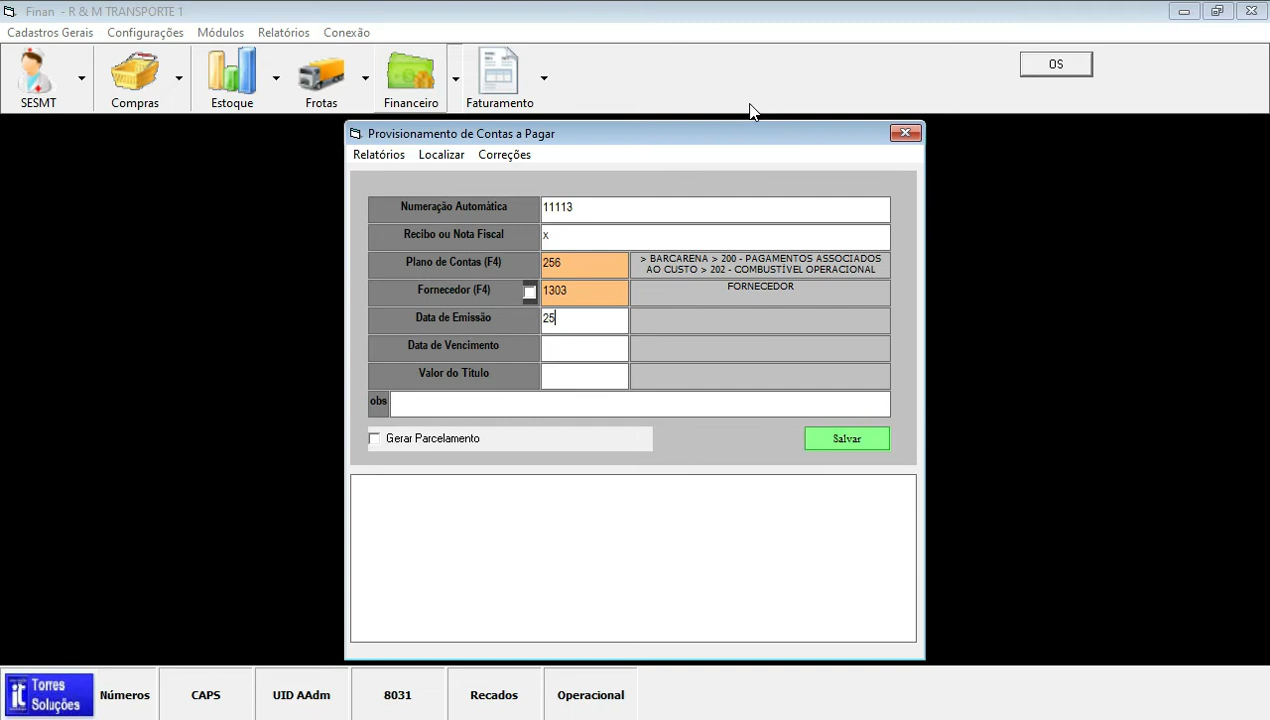 Finan - R & M TRANSPORTE 1
Cadastros Gerais Configurações Módulos Relatórios Conexão
SESMT Compras Estoque Frotas Financeiro Faturamento OS
Provisionamento de Contas a Pagar
Relatórios Localizar Correções
Numeração Automática 11113
Recibo ou Nota Fiscal x
Plano de Contas (F4) 256 > BARCARENA > 200 - PAGAMENTOS ASSOCIADOS
AO CUSTO > 202 - COMBUSTÍVEL OPERACIONAL
Fornecedor (F4) 1303 FORNECEDOR
Data de Emissão 25
Data de Vencimento
Valor do Título
obs
Gerar Parcelamento Salvar
Torres
Soluções
it
Números CAPS UID AAdm 8031 Recados Operacional